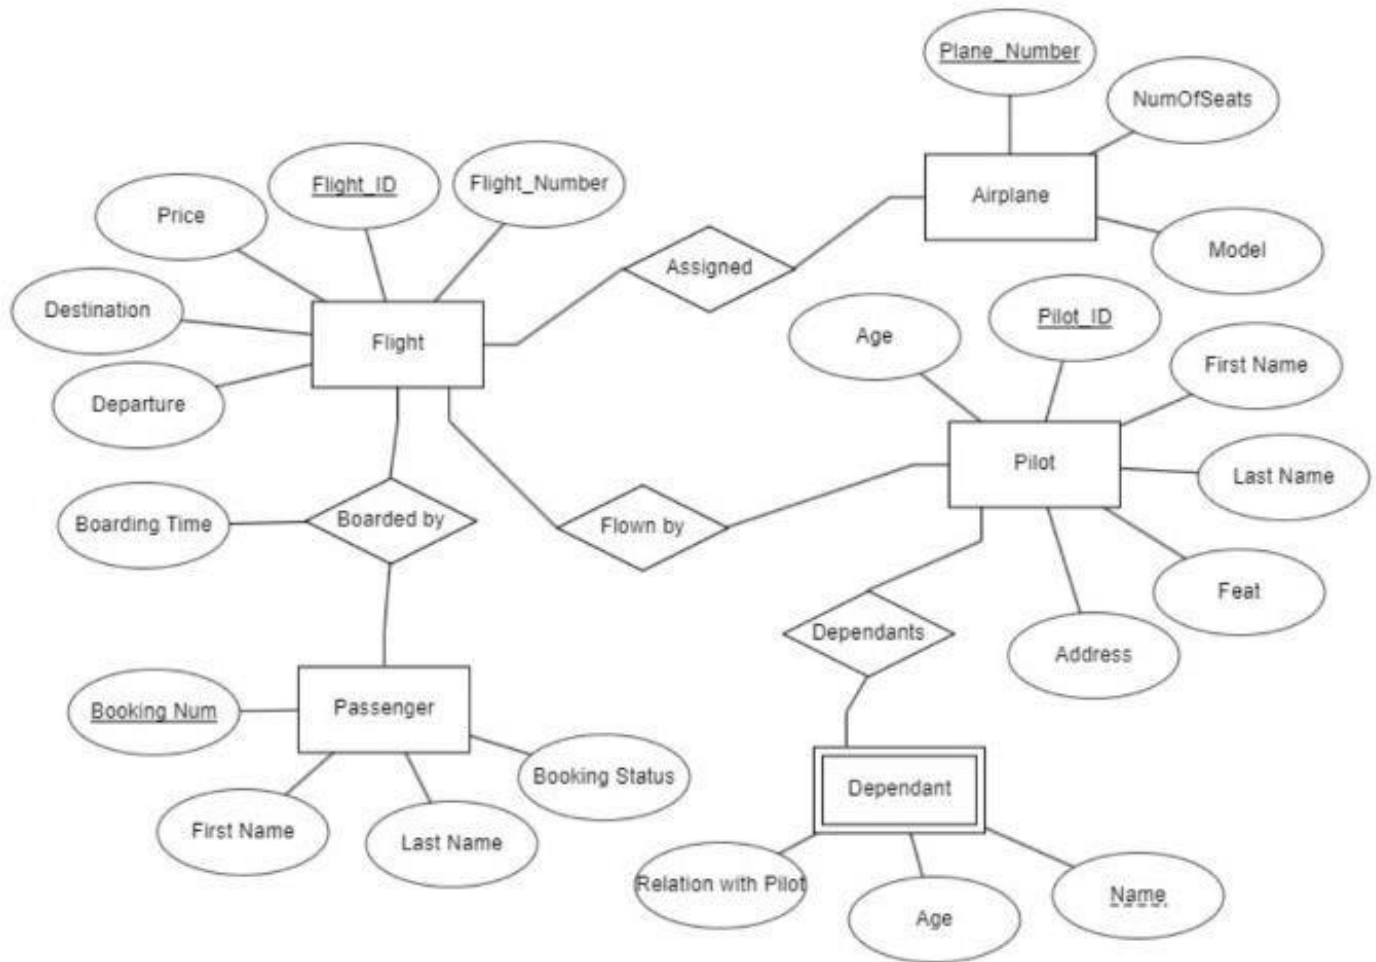 Plane_Number
NumOfSeats
Flight_ID
Flight_Number
Price
Airplane
Model
Assigned
Destination
Flight
Departure
Age
Pilot_ID
First Name
Pilot
Last Name
Boarding Time
Boarded by
Flown by
Feat
Dependants
Address
Booking Num
Passenger
Booking Status
First Name
Last Name
Dependant
Relation with Pilot
Age
Name